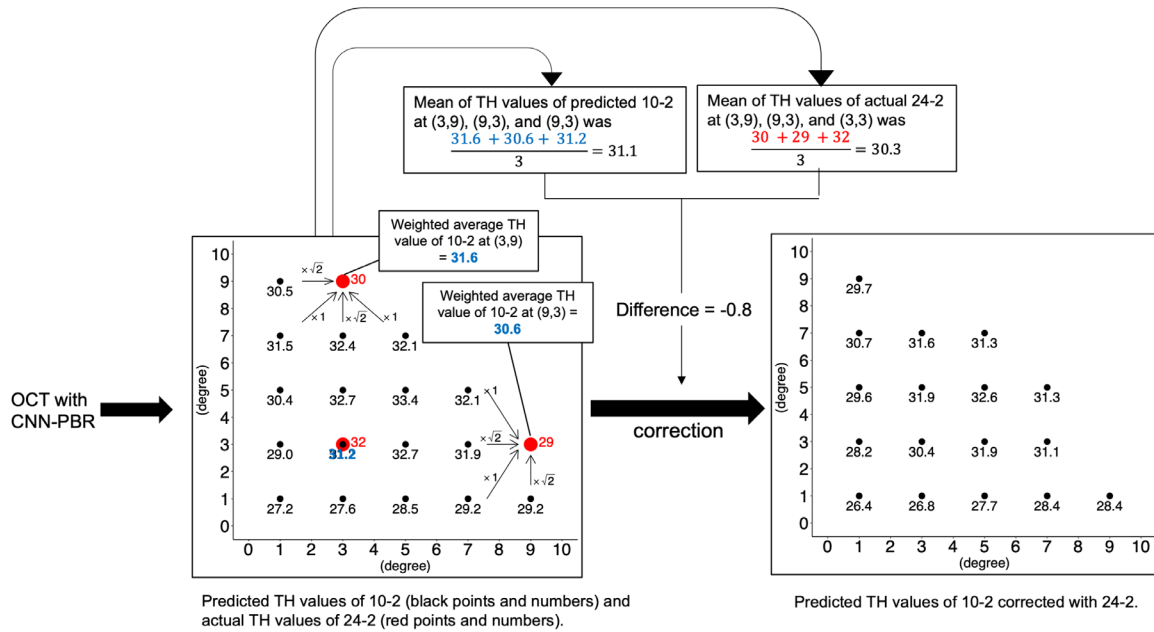 Mean of TH values of predicted 10-2
at (3,9), (9,3), and (9,3) was
31.6 + 30.6 + 31.2
3
= 31.1
Mean of TH values of actual 24-2
at (3,9), (9,3), and (3,3) was
30 + 29 + 32
3
= 30.3
Weighted average TH
value of 10-2 at (3,9)
= 31.6
Weighted average TH
value of 10-2 at (9,3) =
30.6
Difference = -0.8
correction
OCT with
CNN-PBR
(degree)
10
9
8
7
6
5
4
3
2
1
0
×√2
30
30.5
×1 ×√2 ×1
31.5 32.4 32.1
30.4 32.7 33.4 32.1
×1
32 ×√2 29
29.0 31.2 32.7 31.9
×1 ×√2
27.2 27.6 28.5 29.2 29.2
0 1 2 3 4 5 6 7 8 9 10
(degree)
Predicted TH values of 10-2 (black points and numbers) and
actual TH values of 24-2 (red points and numbers).
(degree)
10
9
8
7
6
5
4
3
2
1
0
29.7
30.7 31.6 31.3
29.6 31.9 32.6 31.3
28.2 30.4 31.9 31.1
26.4 26.8 27.7 28.4 28.4
0 1 2 3 4 5 6 7 8 9 10
(degree)
Predicted TH values of 10-2 corrected with 24-2.